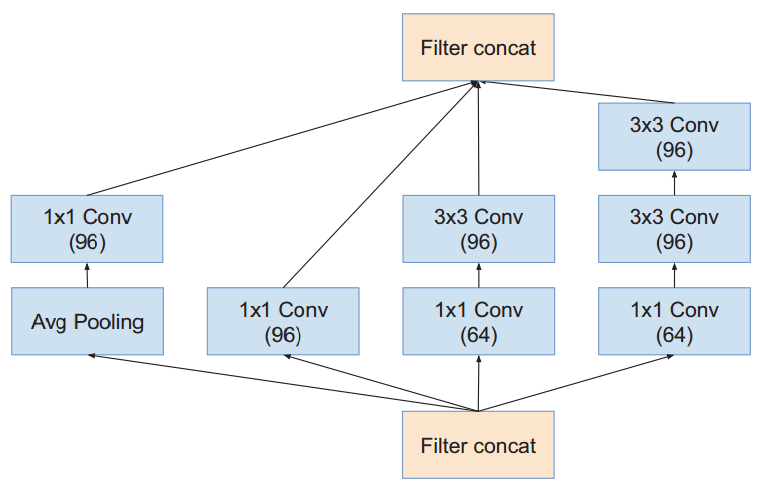 Filter concat
3x3 Conv
(96)
1x1 Conv
(96)
3x3 Conv
(96)
3x3 Conv
(96)
Avg Pooling
1x1 Conv
(96)
1x1 Conv
(64)
1x1 Conv
(64)
Filter concat